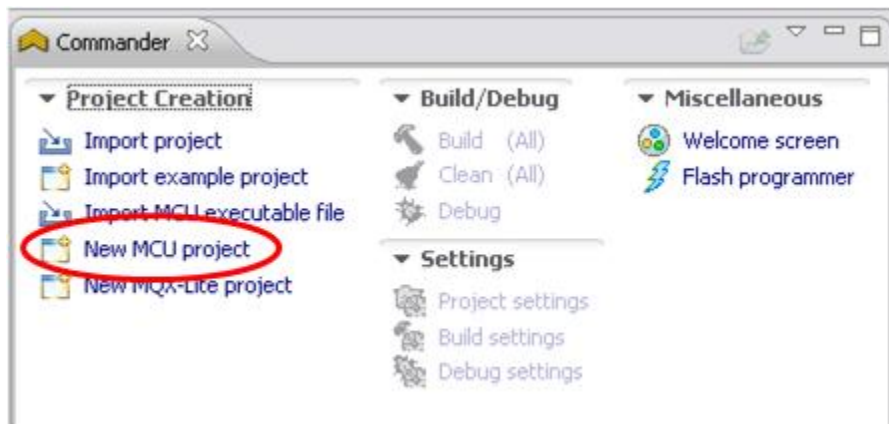 Commander
Project Creation
Import project
Import example project
Import MCU executable file
New MCU project
New MQX-Lite project
Build/Debug
Build (All)
Clean (All)
Debug
Settings
Project settings
Build settings
Debug settings
Miscellaneous
Welcome screen
Flash programmer